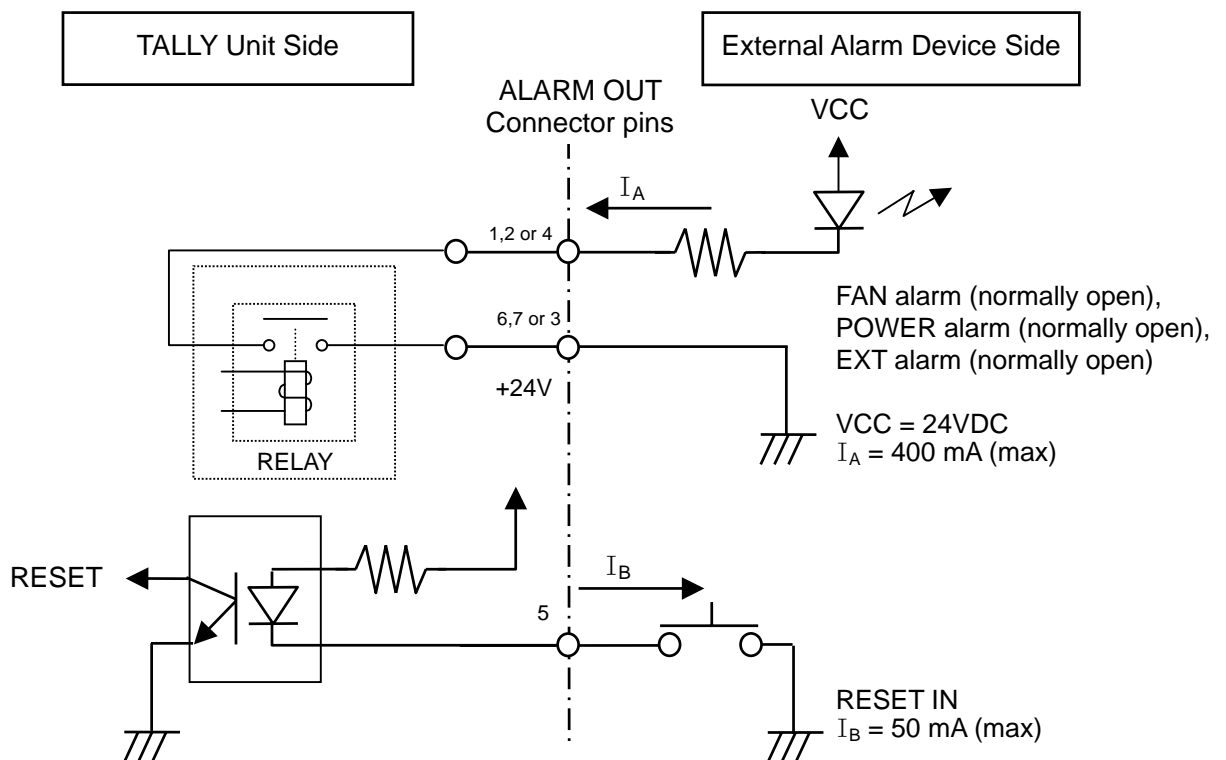 TALLY Unit Side
External Alarm Device Side
ALARM OUT
Connector pins
VCC
IA
1,2 or 4
FAN alarm (normally open),
POWER alarm (normally open),
EXT alarm (normally open)
6,7 or 3
+24V
VCC = 24VDC
IA = 400 mA (max)
RELAY
RESET
IB
5
RESET IN
IB = 50 mA (max)